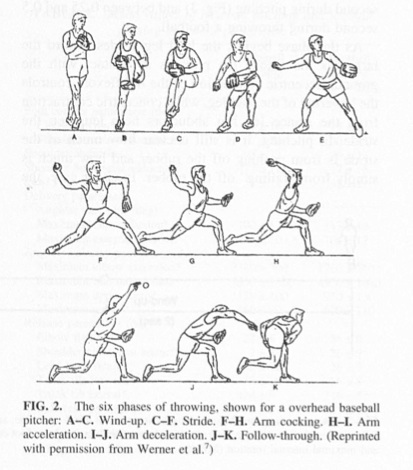 A B C D E
F G H
I J K
FIG. 2. The six phases of throwing, shown for a overhead baseball
pitcher: A–C. Wind-up. C–F. Stride. F–H. Arm cocking. H–I. Arm
acceleration. I–J. Arm deceleration. J–K. Follow-through. (Reprinted
with permission from Werner et al.⁷)